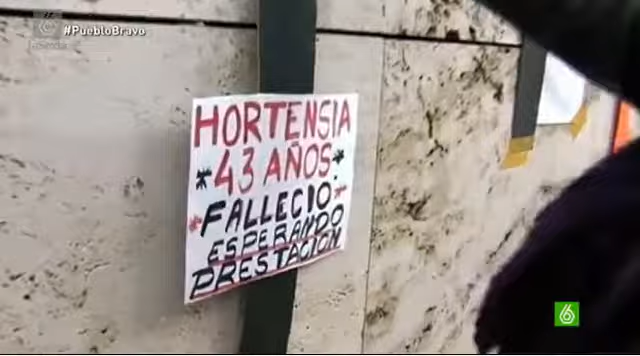 #PuebloBravo
HORTENSIA
*43 AÑOS*
*FALLECIO*
ESPERANDO
PRESTACION
6